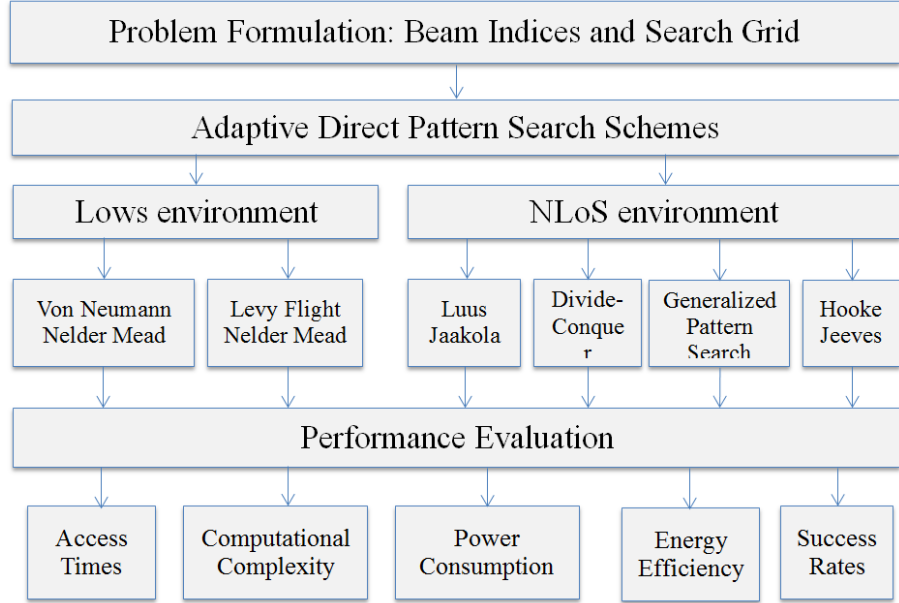 Problem Formulation: Beam Indices and Search Grid
Adaptive Direct Pattern Search Schemes
Lows environment
NLoS environment
Von Neumann
Nelder Mead
Levy Flight
Nelder Mead
Luus
Jaakola
Divide-
Conque
r
Generalized
Pattern
Search
Hooke
Jeeves
Performance Evaluation
Access
Times
Computational
Complexity
Power
Consumption
Energy
Efficiency
Success
Rates